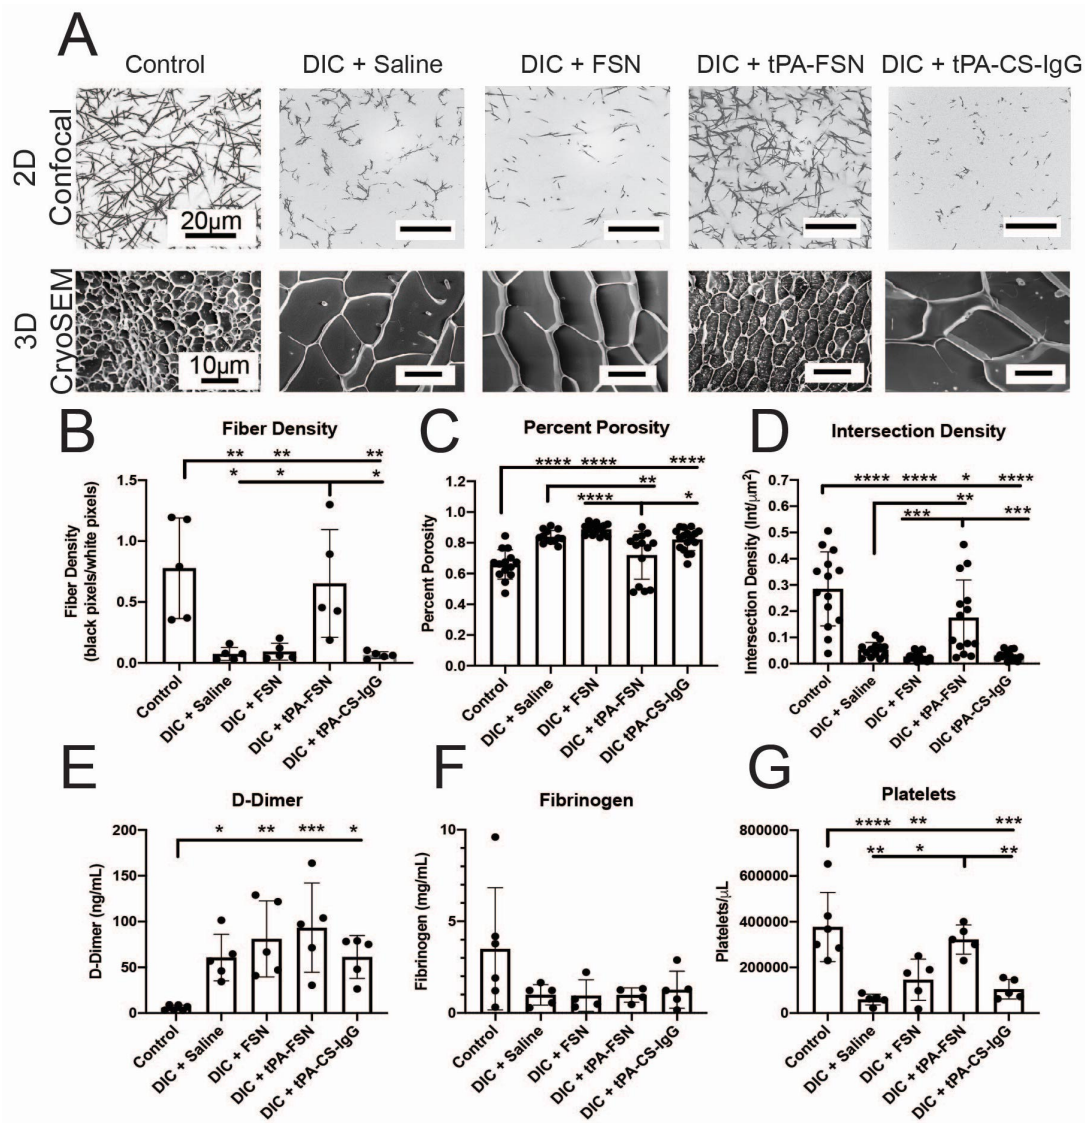 A
Control
DIC + Saline
DIC + FSN
DIC + tPA-FSN
DIC + tPA-CS-IgG
2D
Confocal
20μm
3D
CryoSEM
10μm
B
Fiber Density
** ** **
* * *
Fiber Density
(black pixels/white pixels)
1.5
1.0
0.5
0.0
Control
DIC + Saline
DIC + FSN
DIC + tPA-FSN
DIC + tPA-CS-IgG
C
Percent Porosity
**** **** ****
**
**** *
Percent Porosity
1.2
1.0
0.8
0.6
0.4
0.2
0.0
Control
DIC + Saline
DIC + FSN
DIC + tPA-FSN
DIC tPA-CS-IgG
D
Intersection Density
**** **** * ****
**
*** ***
Intersection Density (Int/μm²)
0.7
0.6
0.5
0.4
0.3
0.2
0.1
0.0
Control
DIC + Saline
DIC + FSN
DIC + tPA-FSN
DIC tPA-CS-IgG
E
D-Dimer
* ** *** *
D-Dimer (ng/mL)
200
150
100
50
0
Control
DIC + Saline
DIC + FSN
DIC + tPA-FSN
DIC + tPA-CS-IgG
F
Fibrinogen
Fibrinogen (mg/mL)
10
5
0
Control
DIC + Saline
DIC + FSN
DIC + tPA-FSN
DIC + tPA-CS-IgG
G
Platelets
**** ** ***
** * **
Platelets/μL
800000
600000
400000
200000
0
Control
DIC + Saline
DIC + FSN
DIC + tPA-FSN
DIC + tPA-CS-IgG